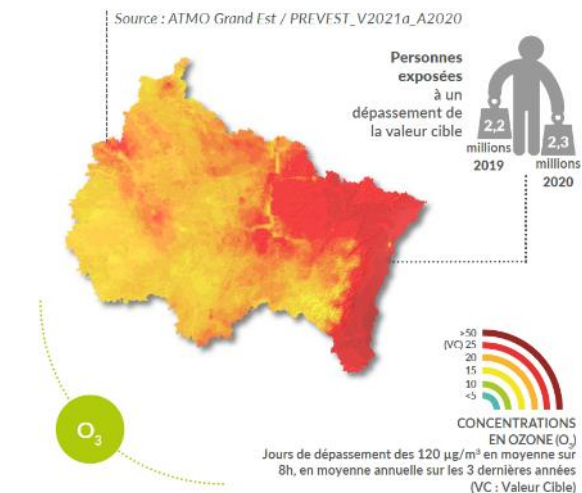 Source : ATMO Grand Est / PREVEST_V2021a_A2020
Personnes
exposées
à un
dépassement de
la valeur cible
2,2
millions
2019
2,3
millions
2020
O₃
>50
(VC) 25
20
15
10
<5
CONCENTRATIONS
EN OZONE (O₃)
Jours de dépassement des 120 µg/m³ en moyenne sur
8h, en moyenne annuelle sur les 3 dernières années
(VC : Valeur Cible)